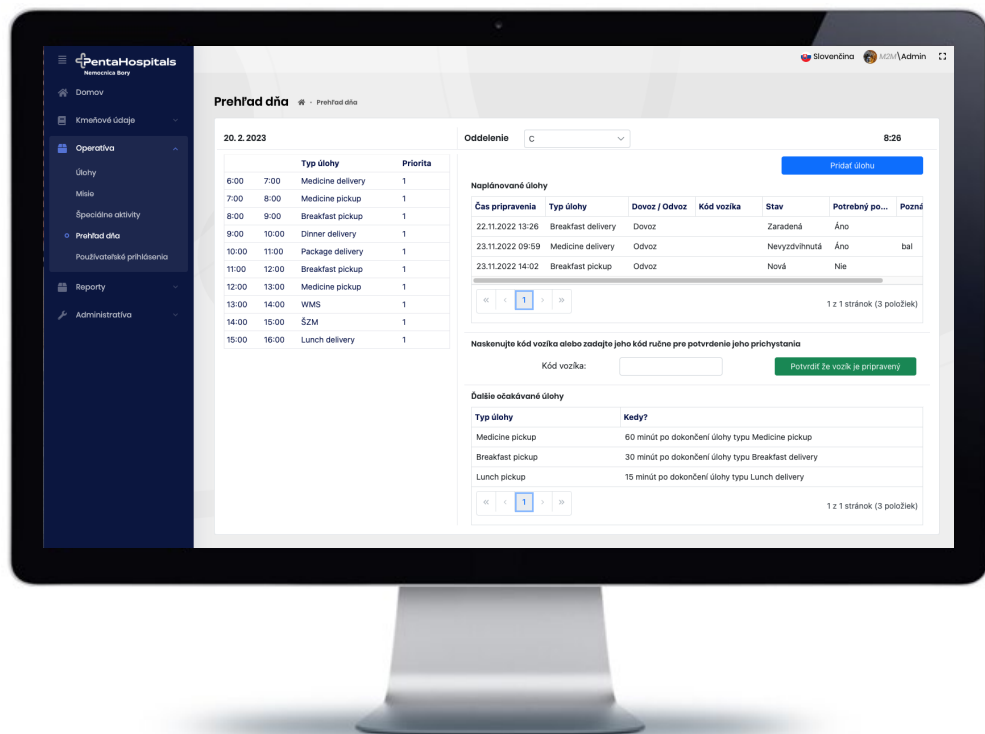 PentaHospitals
Nemocnica Bory
Slovenčina M2M\Admin
Domov
Kmeňové údaje
Operatíva
Úlohy
Misie
Špeciálne aktivity
Prehľad dňa
Používateľské prihlásenia
Reporty
Administratíva
Prehľad dňa - Prehľad dňa
20. 2. 2023
Typ úlohy Priorita
6:00 7:00 Medicine delivery 1
7:00 8:00 Medicine pickup 1
8:00 9:00 Breakfast pickup 1
9:00 10:00 Dinner delivery 1
10:00 11:00 Package delivery 1
11:00 12:00 Breakfast pickup 1
12:00 13:00 Medicine pickup 1
13:00 14:00 WMS 1
14:00 15:00 ŠZM 1
15:00 16:00 Lunch delivery 1
Oddelenie C 8:26
Pridať úlohu
Naplánované úlohy
Čas pripravenia Typ úlohy Dovoz / Odvoz Kód vozíka Stav Potrebný po... Pozná
22.11.2022 13:26 Breakfast delivery Dovoz Zaradená Áno
23.11.2022 09:59 Medicine delivery Odvoz Nevyzdvihnutá Áno bal
23.11.2022 14:02 Breakfast pickup Odvoz Nová Nie
« ‹ 1 › »
1 z 1 stránok (3 položiek)
Naskenujte kód vozíka alebo zadajte jeho kód ručne pre potvrdenie jeho prichystania
Kód vozíka: Potvrdiť že vozík je pripravený
Ďalšie očakávané úlohy
Typ úlohy Kedy?
Medicine pickup 60 minút po dokončení úlohy typu Medicine pickup
Breakfast pickup 30 minút po dokončení úlohy typu Breakfast delivery
Lunch pickup 15 minút po dokončení úlohy typu Lunch delivery
« ‹ 1 › »
1 z 1 stránok (3 položiek)